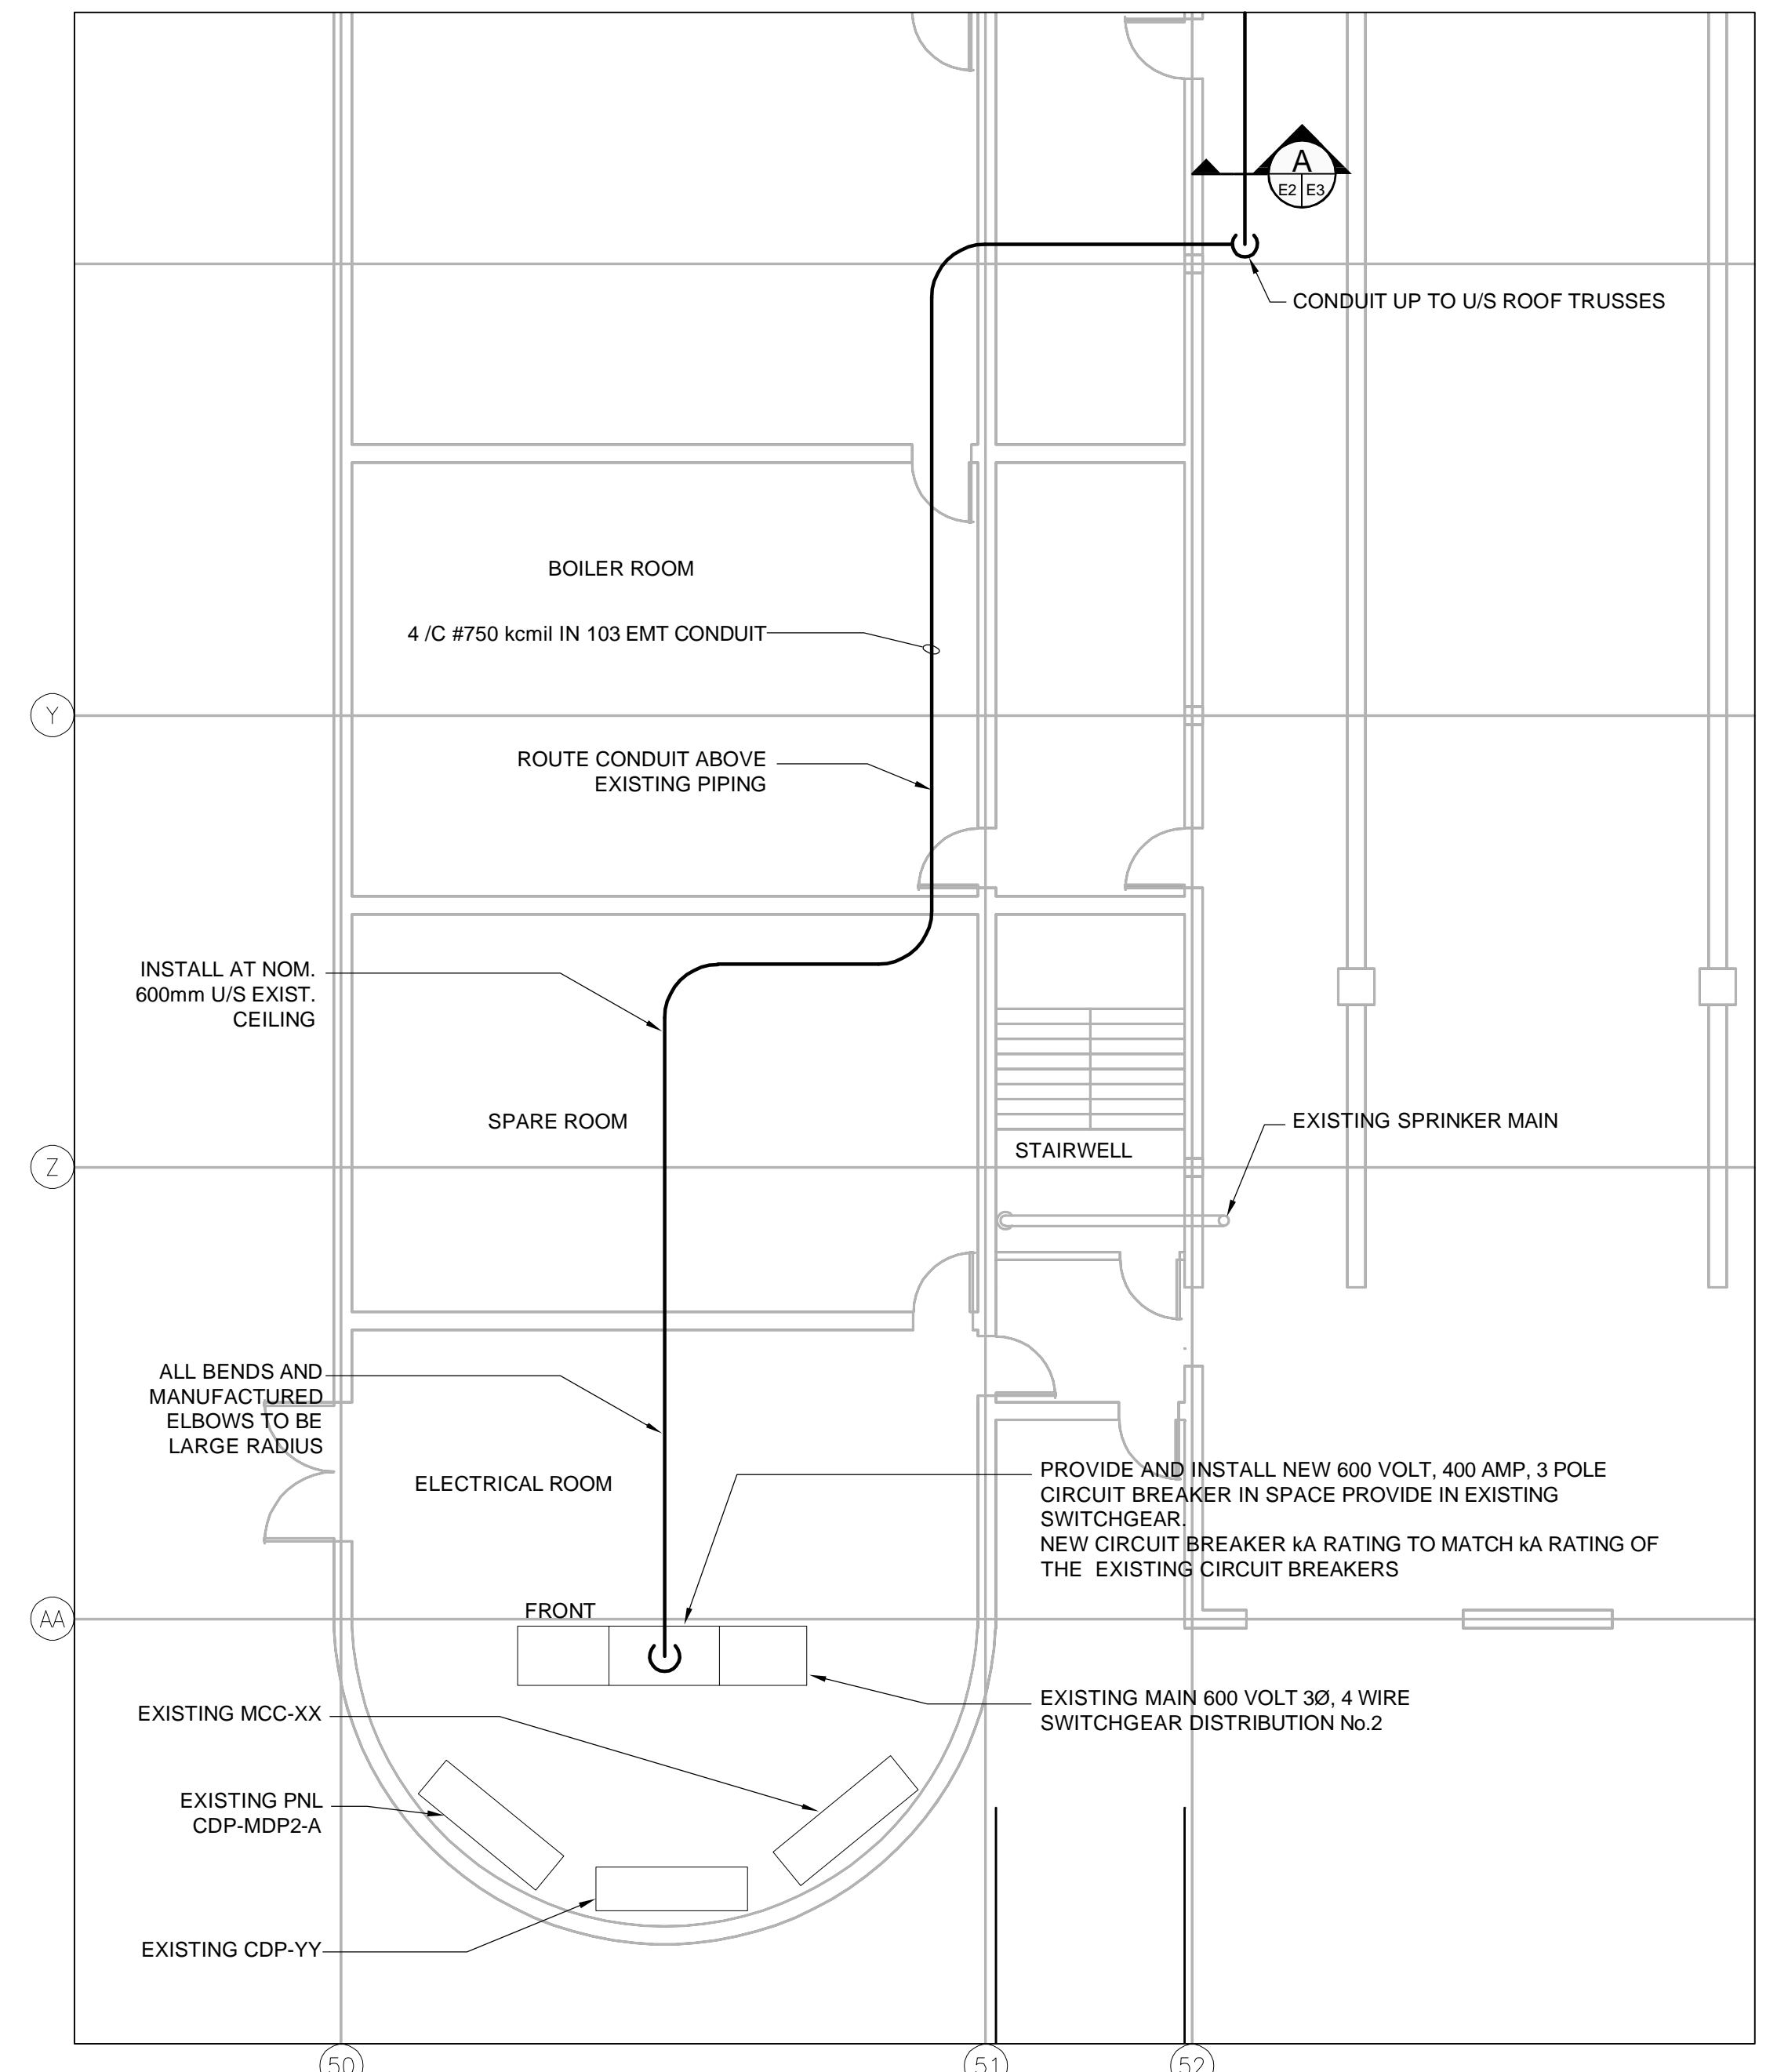 A
E2 E3
CONDUIT UP TO U/S ROOF TRUSSES
BOILER ROOM
4 /C #750 kcmil IN 103 EMT CONDUIT
Y
ROUTE CONDUIT ABOVE
EXISTING PIPING
INSTALL AT NOM.
600mm U/S EXIST.
CEILING
SPARE ROOM
EXISTING SPRINKER MAIN
STAIRWELL
Z
ALL BENDS AND
MANUFACTURED
ELBOWS TO BE
LARGE RADIUS
ELECTRICAL ROOM
PROVIDE AND INSTALL NEW 600 VOLT, 400 AMP, 3 POLE
CIRCUIT BREAKER IN SPACE PROVIDE IN EXISTING
SWITCHGEAR.
NEW CIRCUIT BREAKER kA RATING TO MATCH kA RATING OF
THE EXISTING CIRCUIT BREAKERS
FRONT
AA
EXISTING MAIN 600 VOLT 3Ø, 4 WIRE
SWITCHGEAR DISTRIBUTION No.2
EXISTING MCC-XX
EXISTING PNL
CDP-MDP2-A
EXISTING CDP-YY
50
51
52